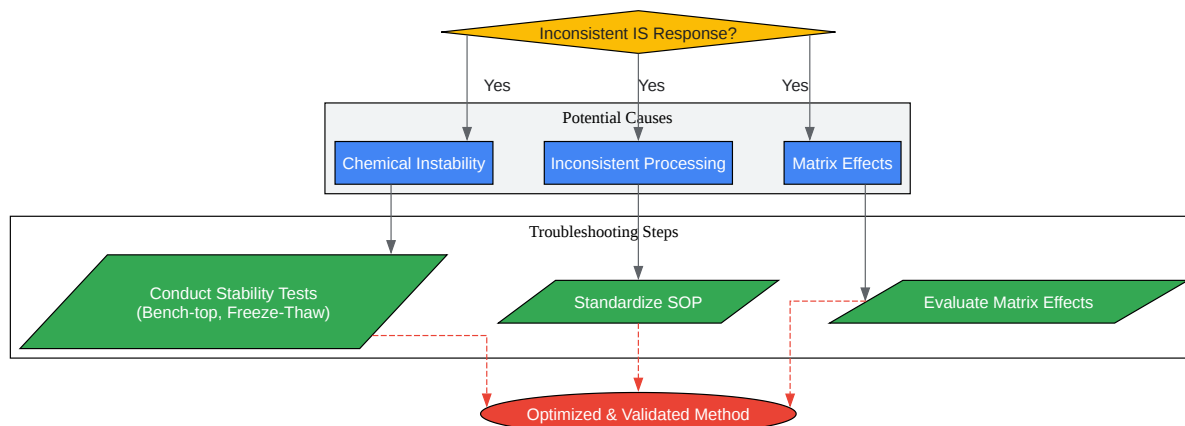 Inconsistent IS Response?
Yes
Yes
Yes
Potential Causes
Chemical Instability
Inconsistent Processing
Matrix Effects
Troubleshooting Steps
Conduct Stability Tests
(Bench-top, Freeze-Thaw)
Standardize SOP
Evaluate Matrix Effects
Optimized & Validated Method